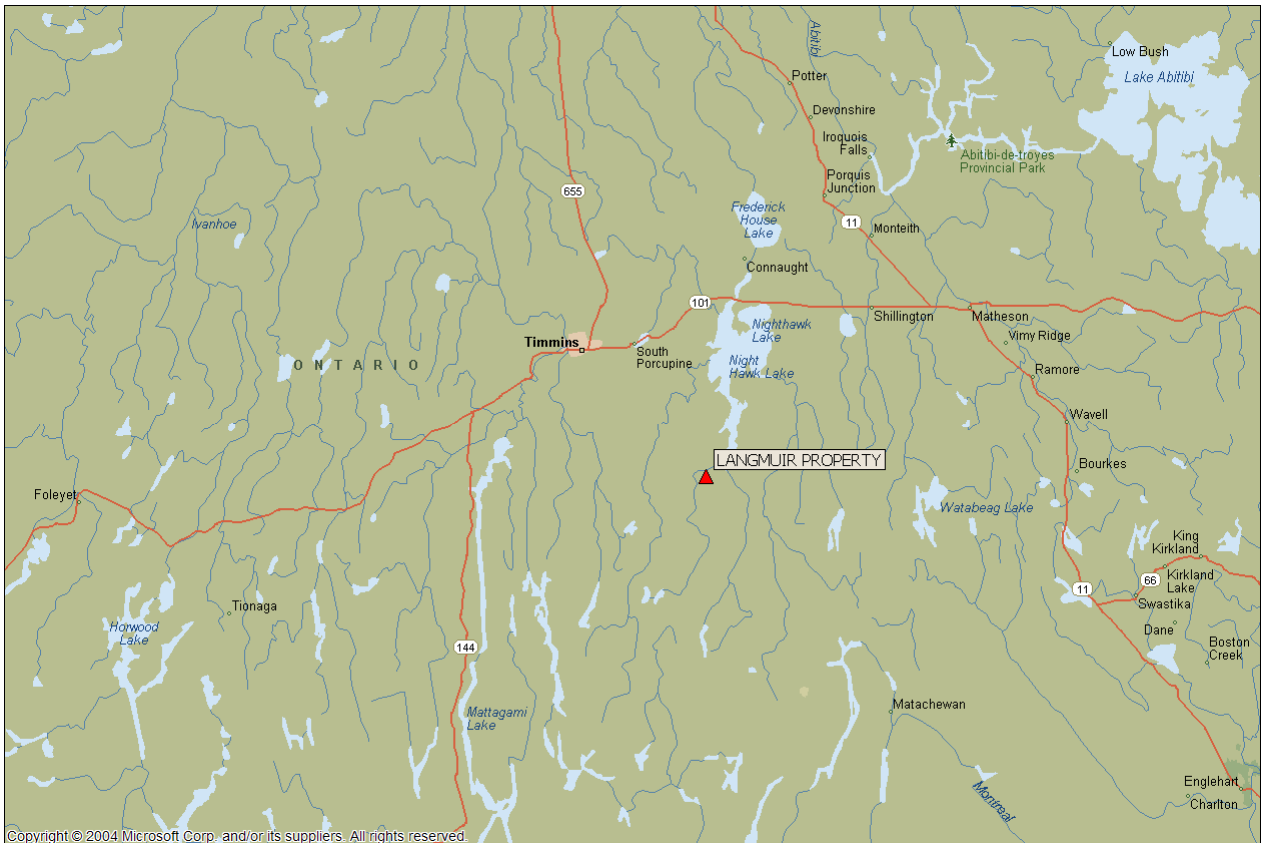 Low Bush
Lake Abitibi
Abitibi
Potter
Devonshire
Iroquois
Falls
Abitibi-de-troyes
Provincial Park
Porquis
Junction
655
Frederick
House
Lake
Ivanhoe
11
Monteith
Connaught
101
Shillington
Matheson
Nighthawk
Lake
Vimy Ridge
Timmins
South
Porcupine
Night
Hawk Lake
ONTARIO
Ramore
Wavell
LANGMUIR PROPERTY
Bourkes
Foleyet
Watabeag Lake
King
Kirkland
Kirkland
Lake
66
11
Swastika
Tionaga
Horwood
Lake
Dane
Boston
Creek
144
Mattagami
Lake
Matachewan
Montreal
Englehart
Charlton
Copyright © 2004 Microsoft Corp. and/or its suppliers. All rights reserved.